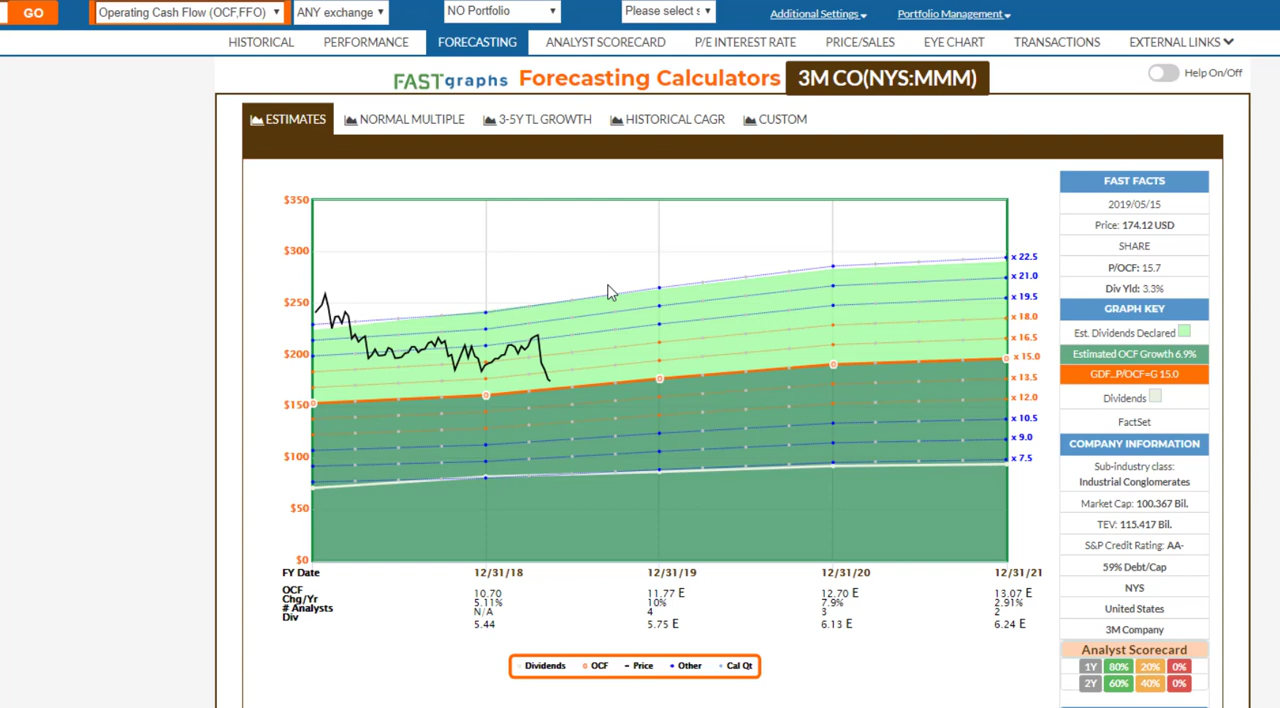 GO
Operating Cash Flow (OCF,FFO)
ANY exchange
NO Portfolio
Please select s
Additional Settings
Portfolio Management
HISTORICAL PERFORMANCE FORECASTING ANALYST SCORECARD P/E INTEREST RATE PRICE/SALES EYE CHART TRANSACTIONS EXTERNAL LINKS
FASTgraphs Forecasting Calculators 3M CO(NYS:MMM)
Help On/Off
ESTIMATES NORMAL MULTIPLE 3-5Y TL GROWTH HISTORICAL CAGR CUSTOM
$350
$300
$250
$200
$150
$100
$50
$0
x 22.5
x 21.0
x 19.5
x 18.0
x 16.5
x 15.0
x 13.5
x 12.0
x 10.5
x 9.0
x 7.5
FY Date 12/31/18 12/31/19 12/31/20 12/31/21
OCF 10.70 11.77 E 12.70 E 13.07 E
Chg/Yr 5.11% 10% 7.9% 2.91%
# Analysts N/A 4 3 2
Div 5.44 5.75 E 6.13 E 6.24 E
Dividends OCF Price Other Cal Qt
FAST FACTS
2019/05/15
Price: 174.12 USD
SHARE
P/OCF: 15.7
Div Yld: 3.3%
GRAPH KEY
Est. Dividends Declared
Estimated OCF Growth 6.9%
GDF...P/OCF=G 15.0
Dividends
FactSet
COMPANY INFORMATION
Sub-industry class:
Industrial Conglomerates
Market Cap: 100.367 Bil.
TEV: 115.417 Bil.
S&P Credit Rating: AA-
59% Debt/Cap
NYS
United States
3M Company
Analyst Scorecard
1Y 80% 20% 0%
2Y 60% 40% 0%